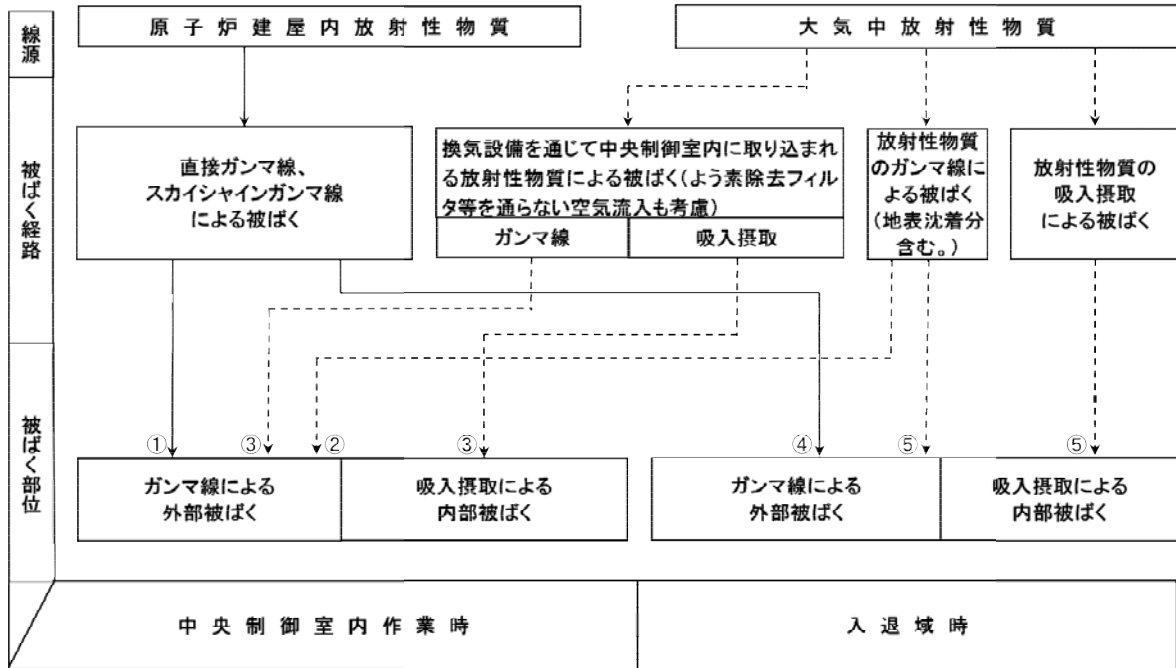 線源
原子炉建屋内放射性物質
大気中放射性物質
被ばく経路
直接ガンマ線、
スカイシャインガンマ線
による被ばく
換気設備を通じて中央制御室内に取り込まれ
る放射性物質による被ばく(よう素除去フィル
タ等を通らない空気流入も考慮)
ガンマ線
吸入摂取
放射性物質
のガンマ線に
よる被ばく
(地表沈着分
含む。)
放射性物質の
吸入摂取
による被ばく
被ばく部位
①
③
②
③
④
⑤
⑤
ガンマ線による
外部被ばく
吸入摂取による
内部被ばく
ガンマ線による
外部被ばく
吸入摂取による
内部被ばく
中央制御室内作業時
入退域時